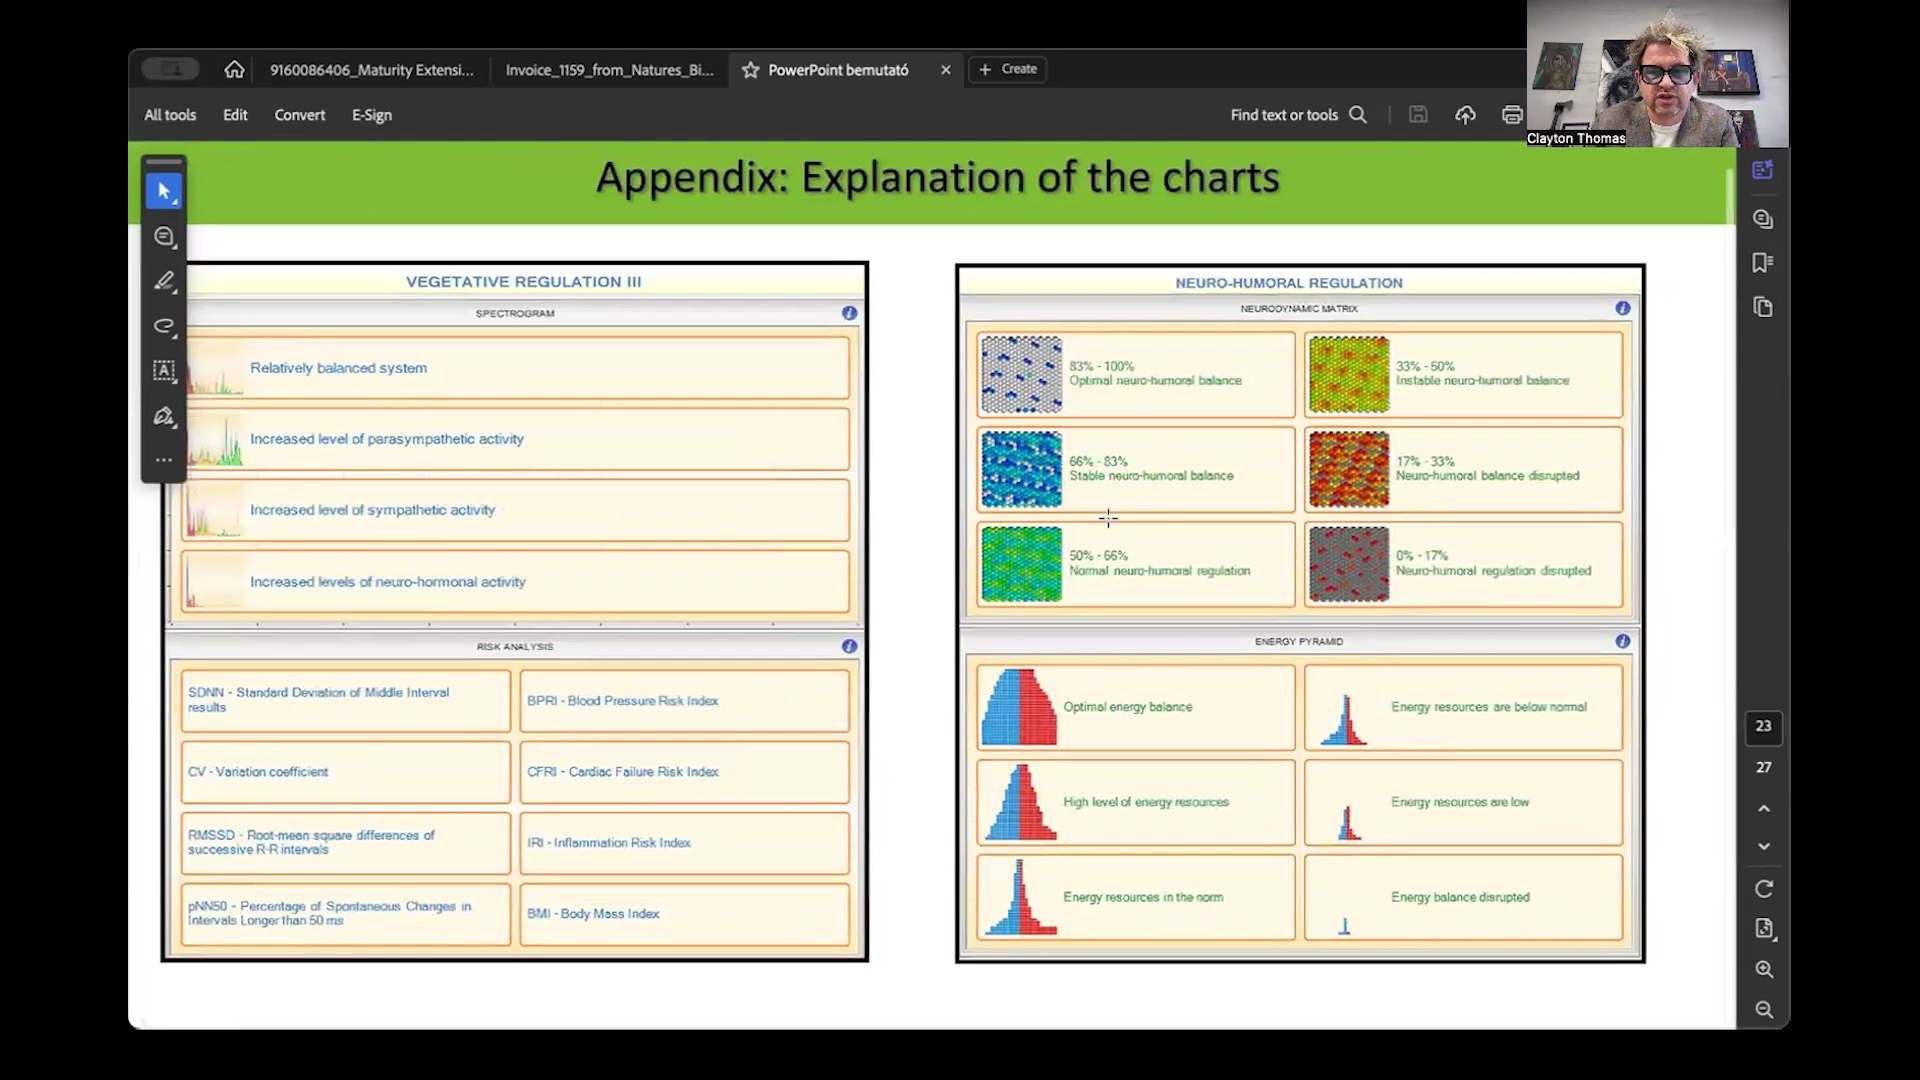 9160086406_Maturity Extensi...
Invoice_1159_from_Natures_Bi...
PowerPoint bemutató
Create
All tools
Edit
Convert
E-Sign
Find text or tools
Clayton Thomas
Appendix: Explanation of the charts
VEGETATIVE REGULATION III
SPECTROGRAM
Relatively balanced system
Increased level of parasympathetic activity
Increased level of sympathetic activity
Increased levels of neuro-hormonal activity
RISK ANALYSIS
SDNN - Standard Deviation of Middle Interval
results
BPRI - Blood Pressure Risk Index
CV - Variation coefficient
CFRI - Cardiac Failure Risk Index
RMSSD - Root-mean square differences of
successive R-R intervals
IRI - Inflammation Risk Index
pNN50 - Percentage of Spontaneous Changes in
Intervals Longer than 50 ms
BMI - Body Mass Index
NEURO-HUMORAL REGULATION
NEURODYNAMIC MATRIX
83% - 100%
Optimal neuro-humoral balance
33% - 50%
Instable neuro-humoral balance
66% - 83%
Stable neuro-humoral balance
17% - 33%
Neuro-humoral balance disrupted
50% - 66%
Normal neuro-humoral regulation
0% - 17%
Neuro-humoral regulation disrupted
ENERGY PYRAMID
Optimal energy balance
Energy resources are below normal
High level of energy resources
Energy resources are low
Energy resources in the norm
Energy balance disrupted
23
27